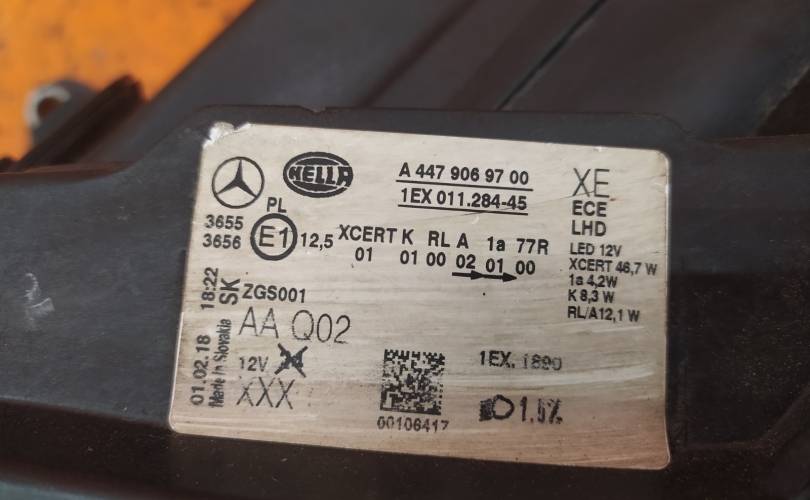 HELLA
A 447 906 97 00
1EX 011.284-45
XE
ECE
LHD
LED 12V
XCERT 46,7 W
1a 4,2W
K 8,3 W
RL/A12,1 W
PL
3655
3656
E1
12,5
XCERT K RL A 1a 77R
01 01 00 02 01 00
01.02.18 18:22
Made in Slovakia
SK
ZGS001
AA Q02
12V
XXX
00106417
1EX. 1890